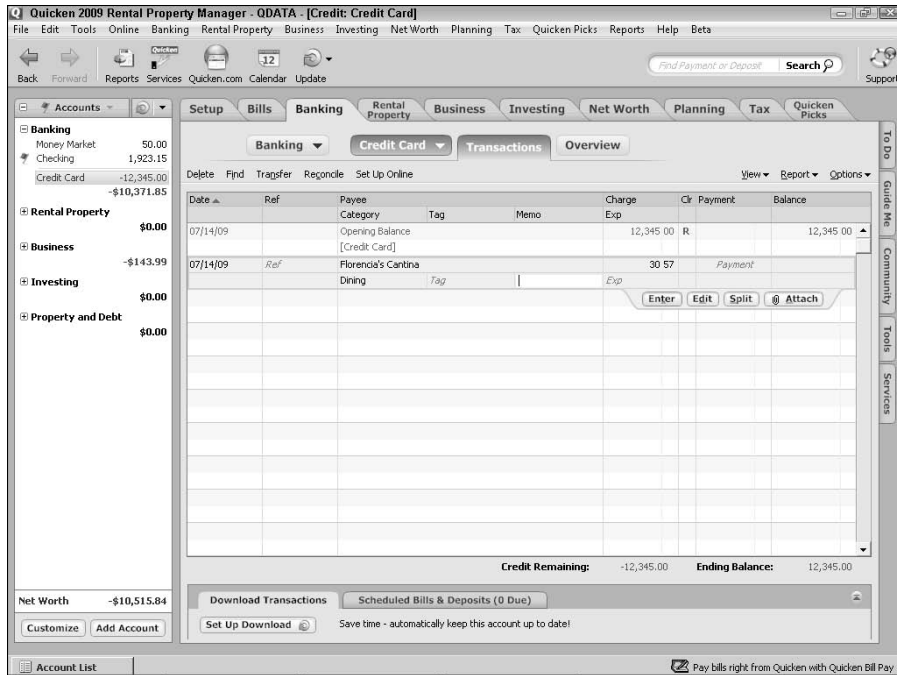 Quicken 2009 Rental Property Manager - QDATA - [Credit: Credit Card]
File Edit Tools Online Banking Rental Property Business Investing Net Worth Planning Tax Quicken Picks Reports Help Beta
Quicken
12
Back Forward Reports Services Quicken.com Calendar Update Find Payment or Deposit Search Support
Accounts
Setup Bills Banking Rental Property Business Investing Net Worth Planning Tax Quicken Picks
Banking
Money Market 50.00
Checking 1,923.15
Credit Card -12,345.00
-$10,371.85
Rental Property
$0.00
Business
-$143.99
Investing
$0.00
Property and Debt
$0.00
Net Worth -$10,515.84
Customize Add Account
Banking Credit Card Transactions Overview
Delete Find Transfer Reconcile Set Up Online View Report Options
Date Ref Payee Charge Clr Payment Balance
Category Tag Memo Exp
07/14/09 Opening Balance 12,345 00 R 12,345 00
[Credit Card]
07/14/09 Ref Florencia's Cantina 30 57 Payment
Dining Tag Exp
Enter Edit Split Attach
Credit Remaining: -12,345.00 Ending Balance: 12,345.00
Download Transactions Scheduled Bills & Deposits (0 Due)
Set Up Download Save time - automatically keep this account up to date!
To Do
Guide Me
Community
Tools
Services
Account List Pay bills right from Quicken with Quicken Bill Pay